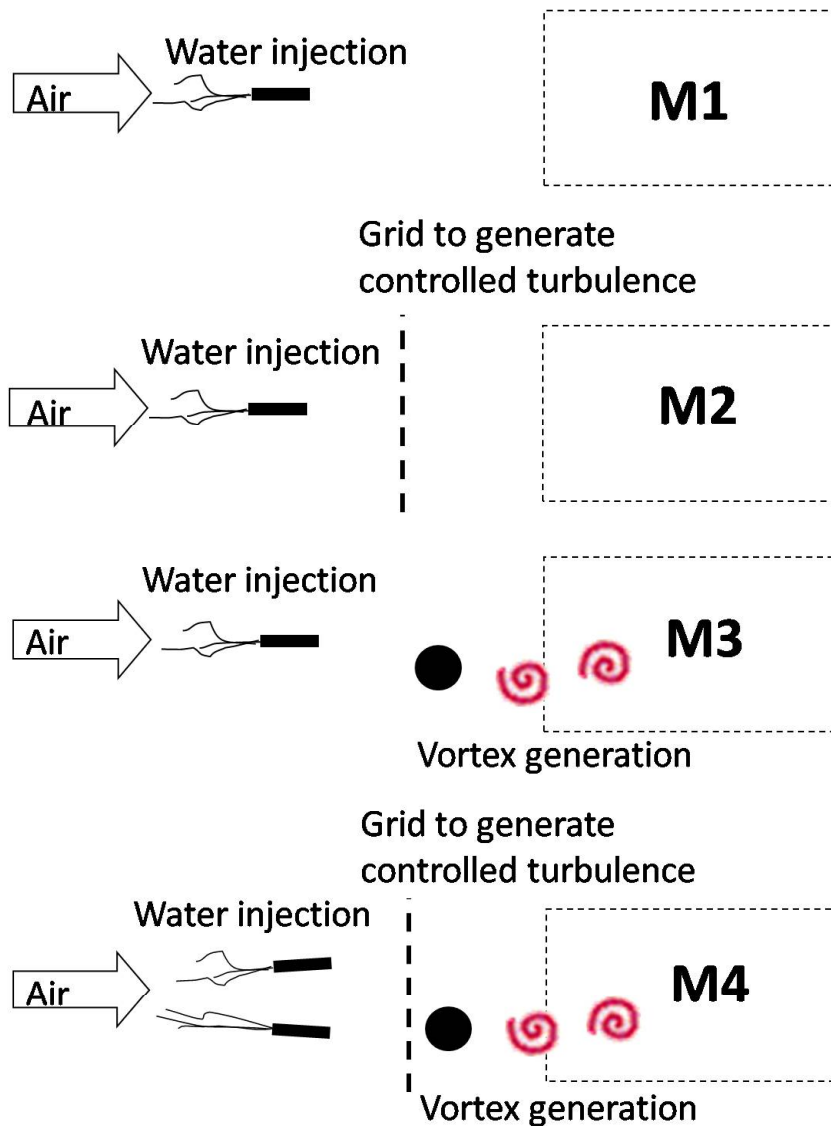 Water injection
Air
M1
Grid to generate
controlled turbulence
Water injection
Air
M2
Water injection
Air
M3
Vortex generation
Grid to generate
controlled turbulence
Water injection
Air
M4
Vortex generation